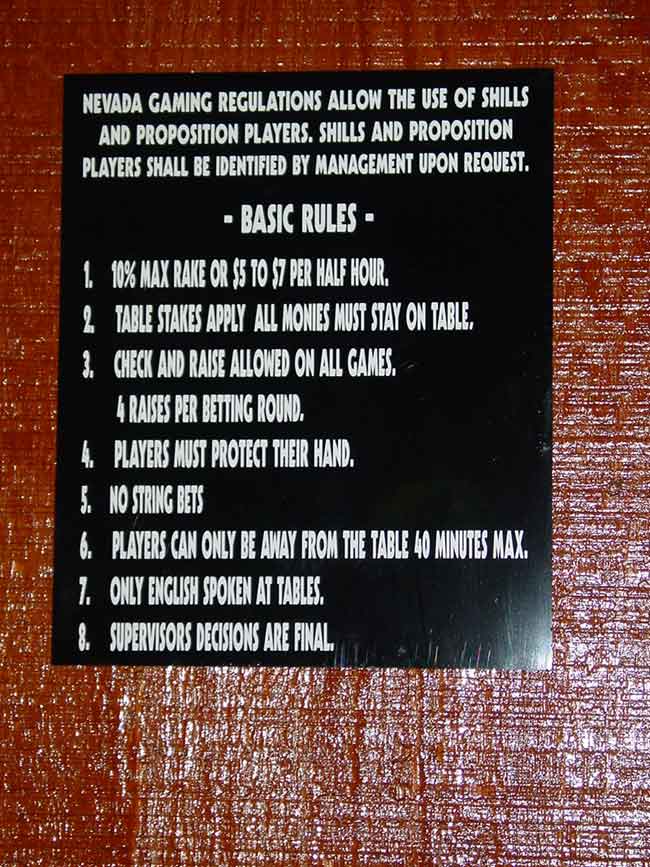 NEVADA GAMING REGULATIONS ALLOW THE USE OF SHILLS
AND PROPOSITION PLAYERS. SHILLS AND PROPOSITION
PLAYERS SHALL BE IDENTIFIED BY MANAGEMENT UPON REQUEST.
- BASIC RULES -
1. 10% MAX RAKE OR $5 TO $7 PER HALF HOUR.
2. TABLE STAKES APPLY ALL MONIES MUST STAY ON TABLE.
3. CHECK AND RAISE ALLOWED ON ALL GAMES.
4 RAISES PER BETTING ROUND.
4. PLAYERS MUST PROTECT THEIR HAND.
5. NO STRING BETS
6. PLAYERS CAN ONLY BE AWAY FROM THE TABLE 40 MINUTES MAX.
7. ONLY ENGLISH SPOKEN AT TABLES.
8. SUPERVISORS DECISIONS ARE FINAL.